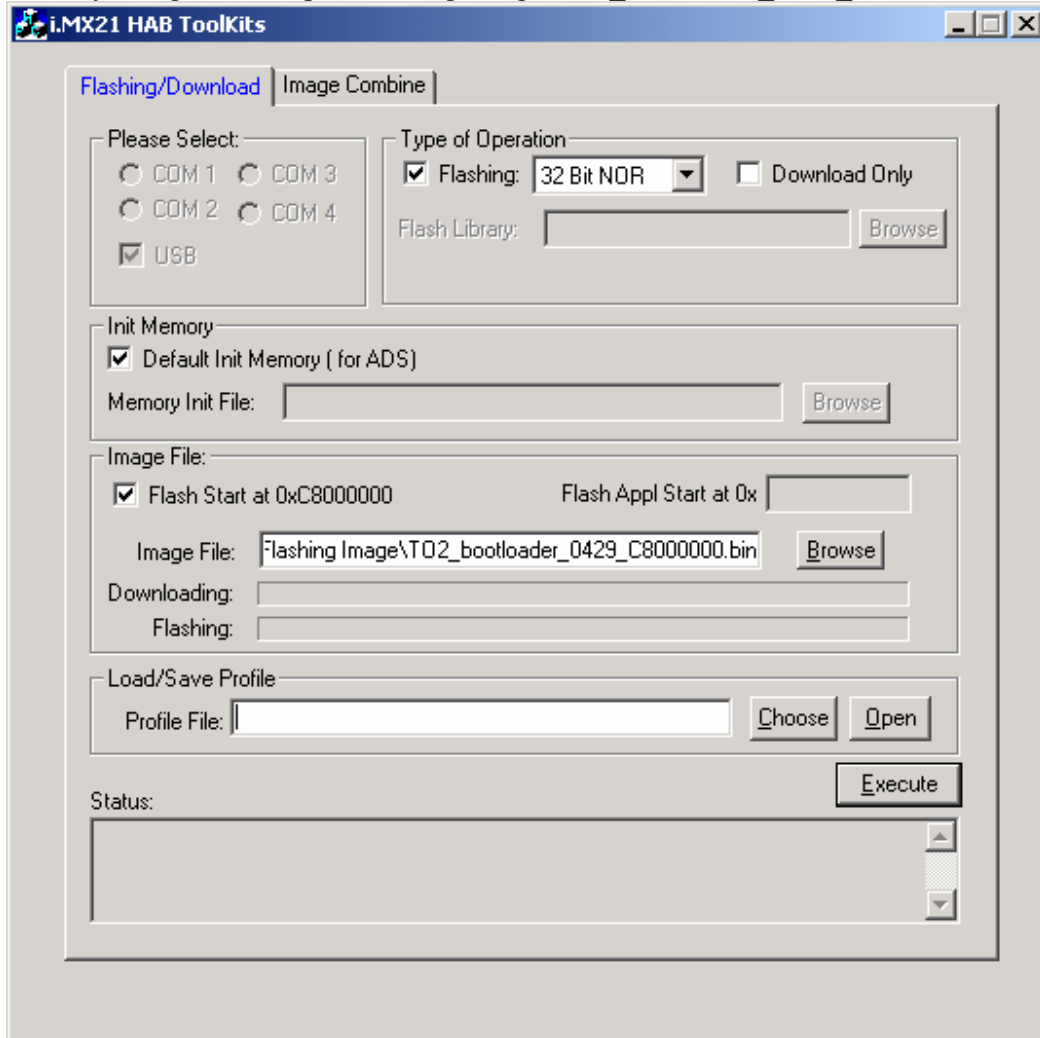 i.MX21 HAB ToolKits
Flashing/Download Image Combine
Please Select:
COM 1 COM 3
COM 2 COM 4
USB
Type of Operation
Flashing: 32 Bit NOR Download Only
Flash Library: Browse
Init Memory
Default Init Memory ( for ADS)
Memory Init File: Browse
Image File:
Flash Start at 0xC8000000 Flash Appl Start at 0x
Image File: Flashing Image\TO2_bootloader_0429_C8000000.bin Browse
Downloading:
Flashing:
Load/Save Profile
Profile File: Choose Open
Execute
Status: